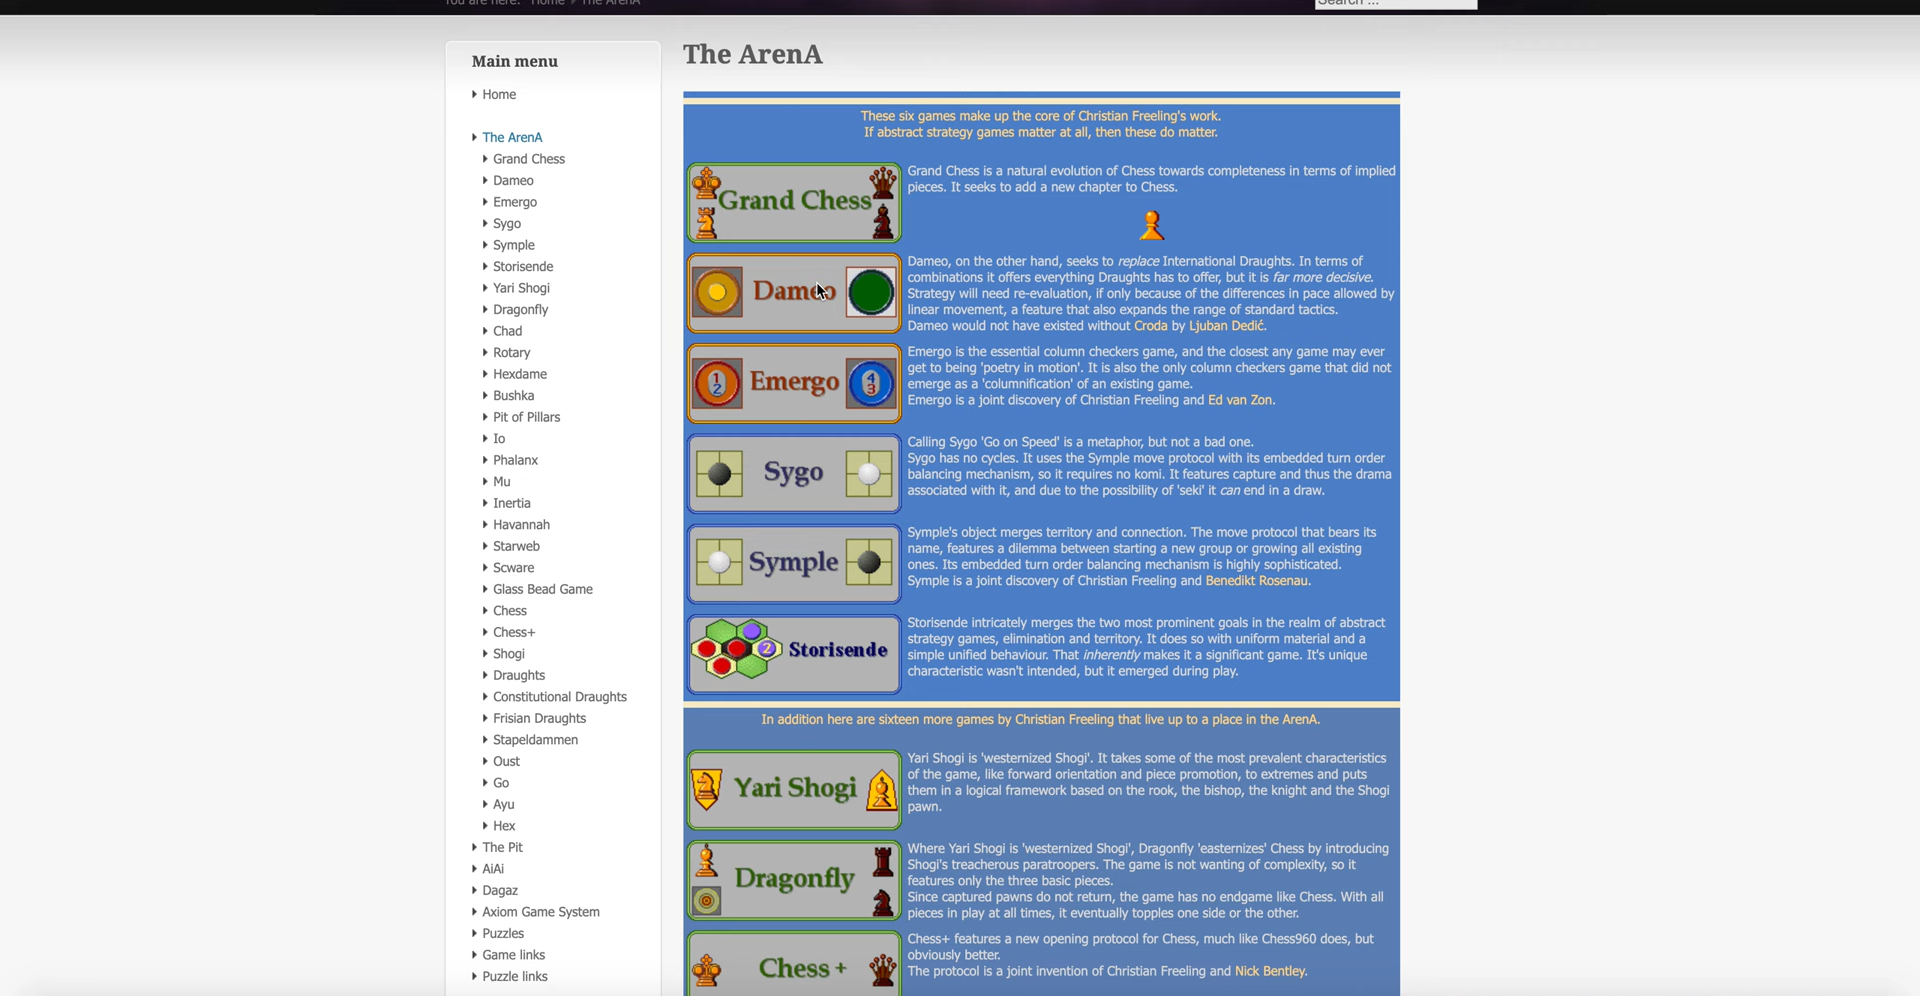 You are here: Home The ArenA
Search ...
Main menu
Home
The ArenA
Grand Chess
Dameo
Emergo
Sygo
Symple
Storisende
Yari Shogi
Dragonfly
Chad
Rotary
Hexdame
Bushka
Pit of Pillars
Io
Phalanx
Mu
Inertia
Havannah
Starweb
Scware
Glass Bead Game
Chess
Chess+
Shogi
Draughts
Constitutional Draughts
Frisian Draughts
Stapeldammen
Oust
Go
Ayu
Hex
The Pit
AiAi
Dagaz
Axiom Game System
Puzzles
Game links
Puzzle links
The ArenA
These six games make up the core of Christian Freeling's work.
If abstract strategy games matter at all, then these do matter.
Grand Chess
Grand Chess is a natural evolution of Chess towards completeness in terms of implied
pieces. It seeks to add a new chapter to Chess.
Dameo
Dameo, on the other hand, seeks to replace International Draughts. In terms of
combinations it offers everything Draughts has to offer, but it is far more decisive.
Strategy will need re-evaluation, if only because of the differences in pace allowed by
linear movement, a feature that also expands the range of standard tactics.
Dameo would not have existed without Croda by Ljuban Dedić.
1
2
Emergo
4
3
Emergo is the essential column checkers game, and the closest any game may ever
get to being 'poetry in motion'. It is also the only column checkers game that did not
emerge as a 'columnification' of an existing game.
Emergo is a joint discovery of Christian Freeling and Ed van Zon.
Sygo
Calling Sygo 'Go on Speed' is a metaphor, but not a bad one.
Sygo has no cycles. It uses the Symple move protocol with its embedded turn order
balancing mechanism, so it requires no komi. It features capture and thus the drama
associated with it, and due to the possibility of 'seki' it can end in a draw.
Symple
Symple's object merges territory and connection. The move protocol that bears its
name, features a dilemma between starting a new group or growing all existing
ones. Its embedded turn order balancing mechanism is highly sophisticated.
Symple is a joint discovery of Christian Freeling and Benedikt Rosenau.
2
Storisende
Storisende intricately merges the two most prominent goals in the realm of abstract
strategy games, elimination and territory. It does so with uniform material and a
simple unified behaviour. That inherently makes it a significant game. It's unique
characteristic wasn't intended, but it emerged during play.
In addition here are sixteen more games by Christian Freeling that live up to a place in the ArenA.
Yari Shogi
Yari Shogi is 'westernized Shogi'. It takes some of the most prevalent characteristics
of the game, like forward orientation and piece promotion, to extremes and puts
them in a logical framework based on the rook, the bishop, the knight and the Shogi
pawn.
Dragonfly
Where Yari Shogi is 'westernized Shogi', Dragonfly 'easternizes' Chess by introducing
Shogi's treacherous paratroopers. The game is not wanting of complexity, so it
features only the three basic pieces.
Since captured pawns do not return, the game has no endgame like Chess. With all
pieces in play at all times, it eventually topples one side or the other.
Chess +
Chess+ features a new opening protocol for Chess, much like Chess960 does, but
obviously better.
The protocol is a joint invention of Christian Freeling and Nick Bentley.